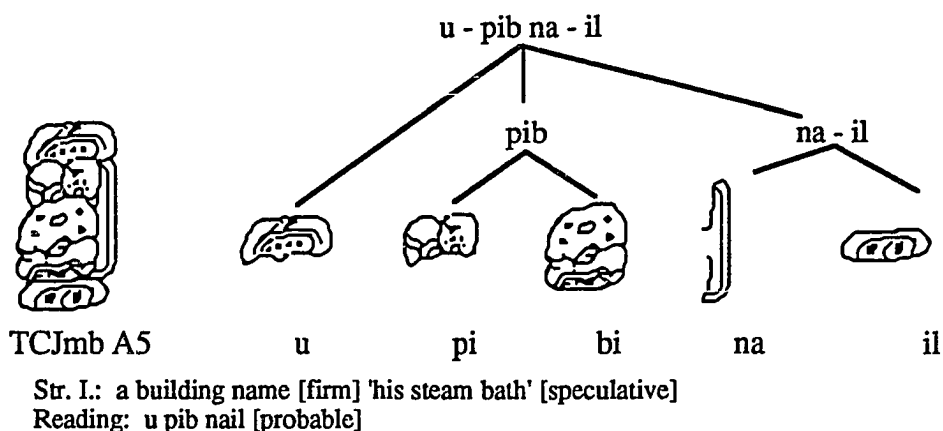 u - pib na - il
pib na - il
TCJmb A5 u pi bi na il
Str. I.: a building name [firm] 'his steam bath' [speculative]
Reading: u pib nail [probable]